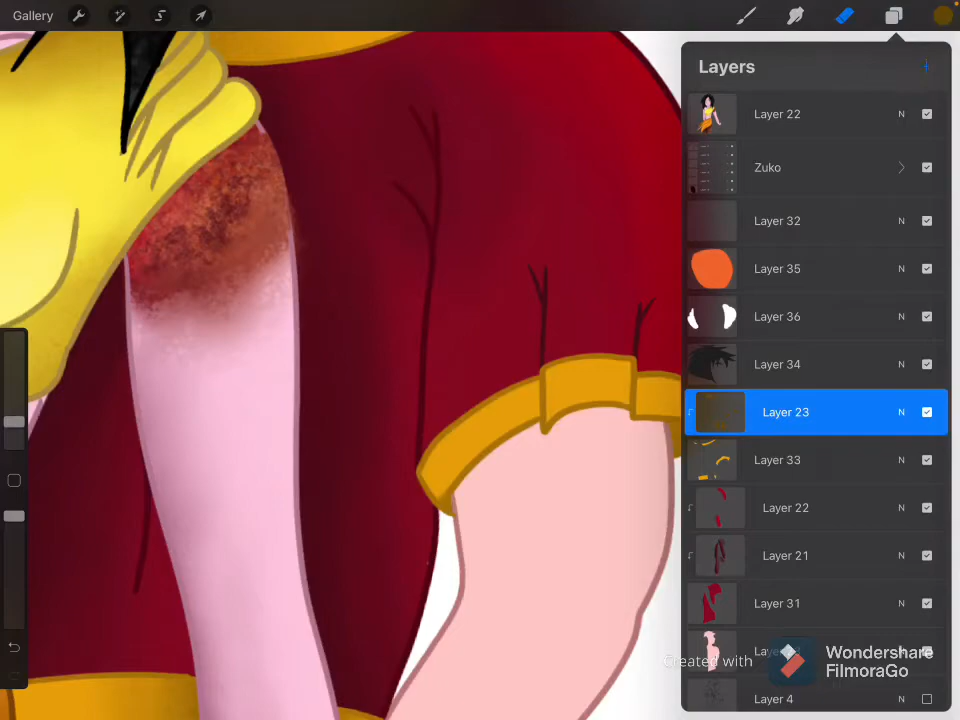 Gallery
Layers
Layer 22 N
Zuko
Layer 32 N
Layer 35 N
Layer 36 N
Layer 34 N
Layer 23 N
Layer 33 N
Layer 22 N
Layer 21 N
Layer 31 N
Created with
Wondershare
FilmoraGo
Layer 4 N